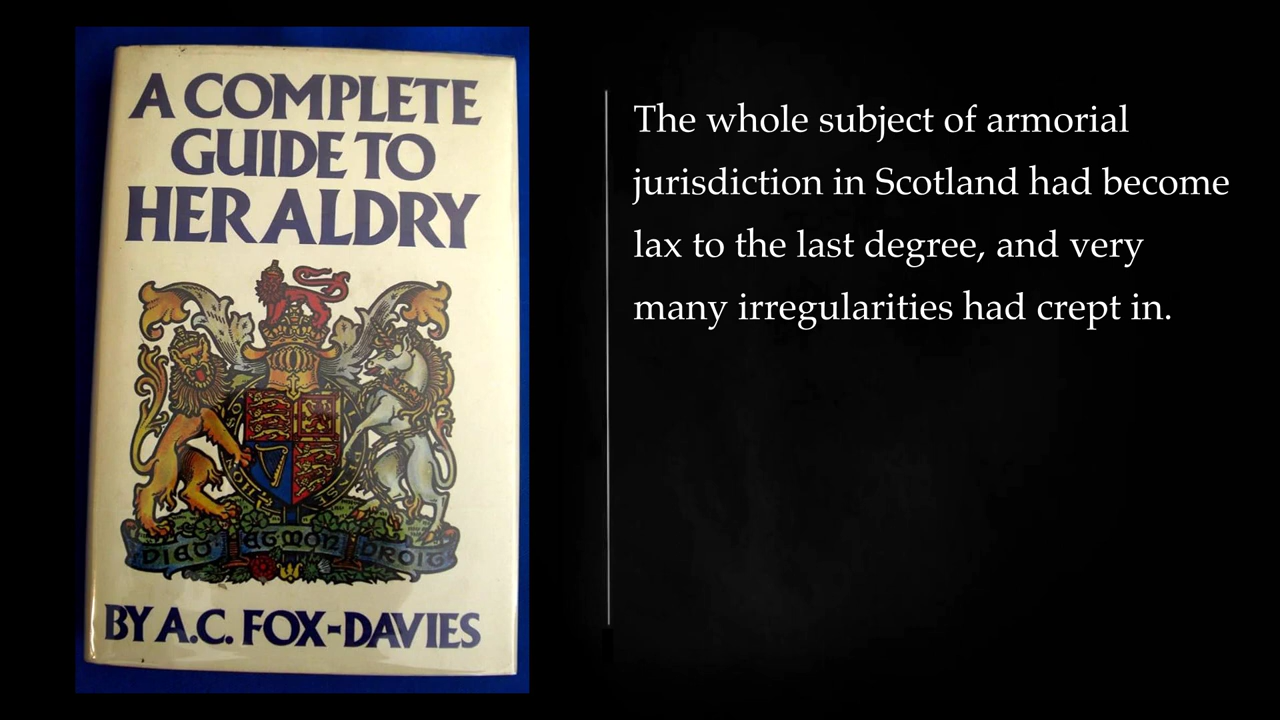 A COMPLETE
GUIDE TO
HERALDRY
DIEU ET MON DROIT
BY A.C. FOX-DAVIES
The whole subject of armorial
jurisdiction in Scotland had become
lax to the last degree, and very
many irregularities had crept in.